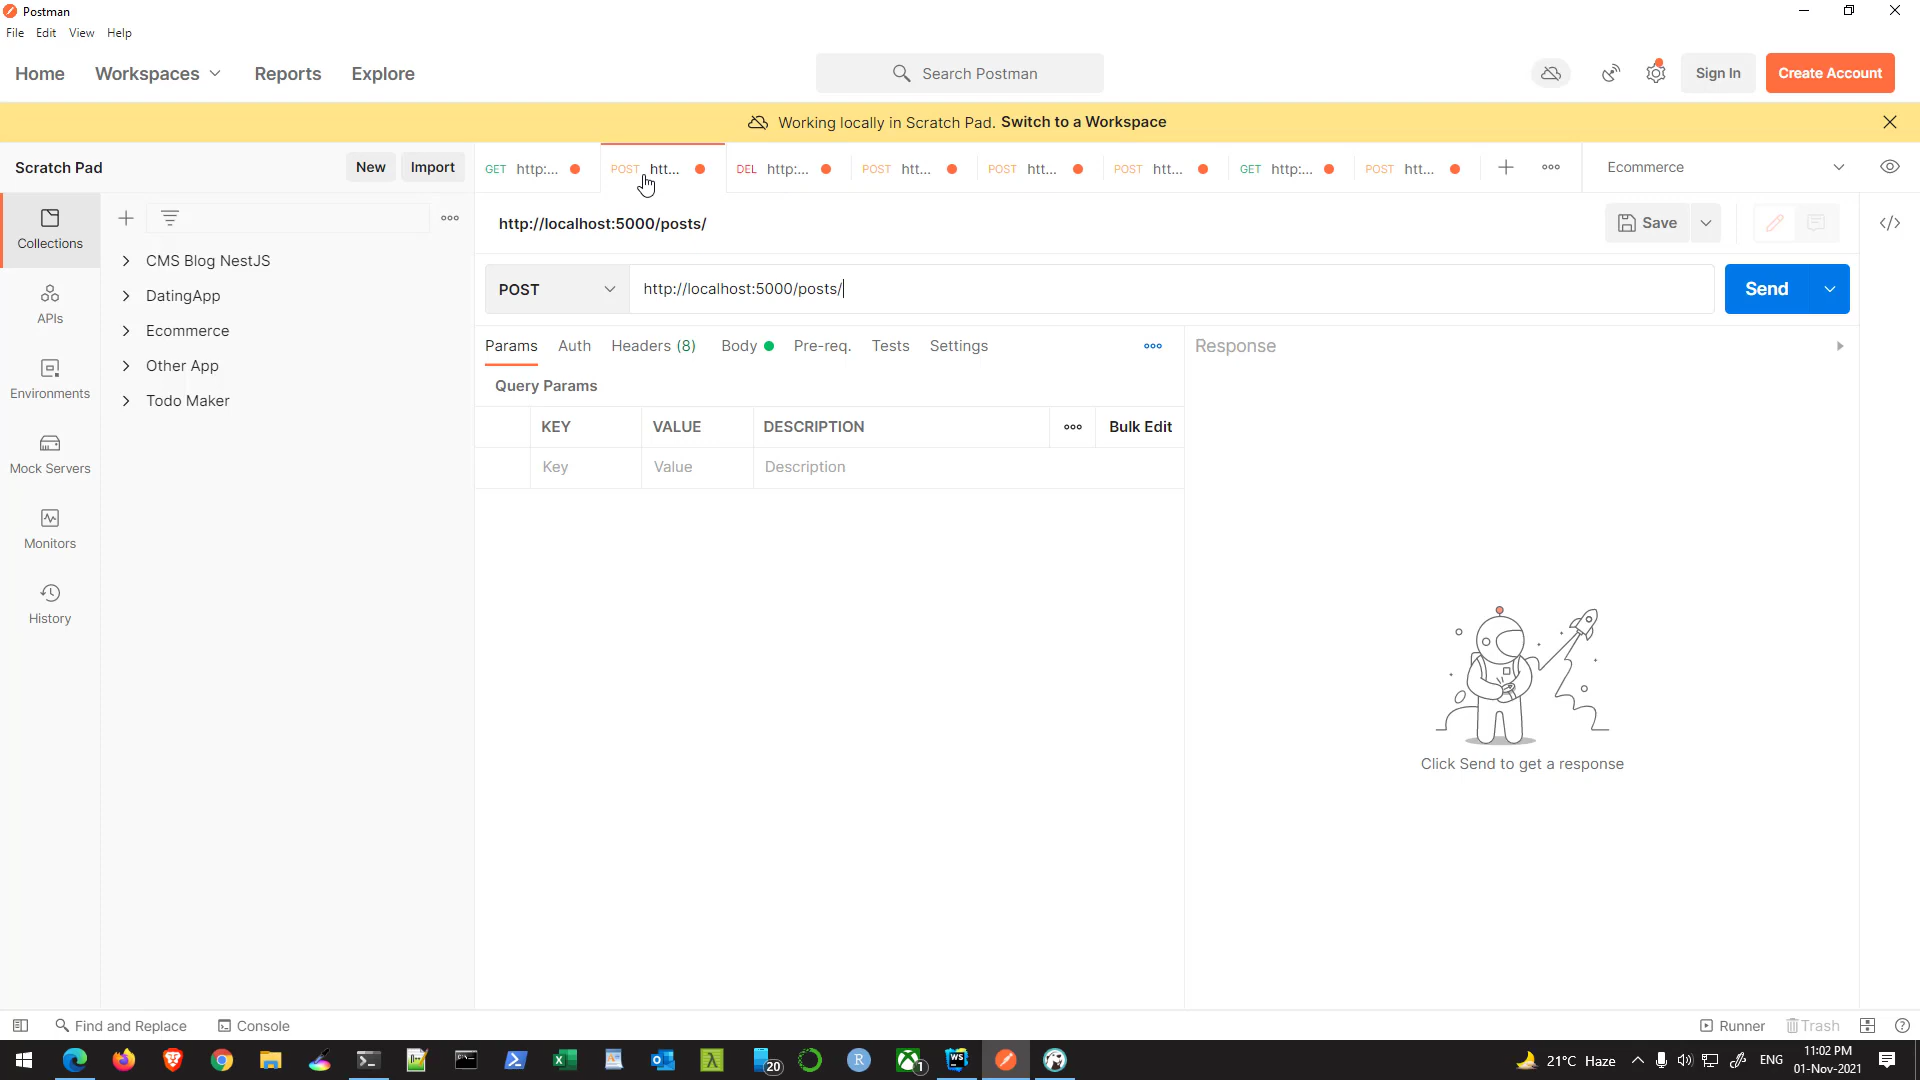 Postman
File Edit View Help
Home Workspaces Reports Explore Search Postman Sign In Create Account
Working locally in Scratch Pad. Switch to a Workspace
Scratch Pad New Import GET http:... POST htt... DEL http:... POST htt... POST htt... POST htt... GET http:... POST htt... Ecommerce
http://localhost:5000/posts/ Save
Collections
CMS Blog NestJS
DatingApp
Ecommerce
Other App
Todo Maker
APIs
Environments
Mock Servers
Monitors
History
POST http://localhost:5000/posts/ Send
Params Auth Headers (8) Body Pre-req. Tests Settings
Query Params
KEY VALUE DESCRIPTION Bulk Edit
Key Value Description
Response
Click Send to get a response
Find and Replace Console Runner Trash
20 R 1 WS 21°C Haze ENG 11:02 PM
01-Nov-2021